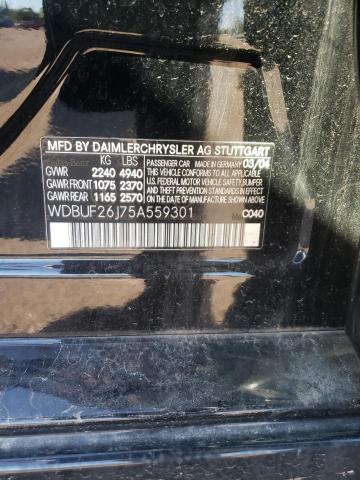 MFD BY DAIMLERCHRYSLER AG STUTTGART
Mercedes-Benz KG LBS MADE IN GERMANY 03/04
GVWR 2240 4940 THIS VEHICLE CONFORMS TO ALL APPLICABLE
GAWR FRONT 1075 2370 U.S. FEDERAL MOTOR VEHICLE SAFETY, BUMPER
GAWR REAR 1165 2570 AND THEFT PREVENTION STANDARDS IN EFFECT
ON THE DATE OF MANUFACTURE SHOWN ABOVE.
WDBUF26J75A559301 C040